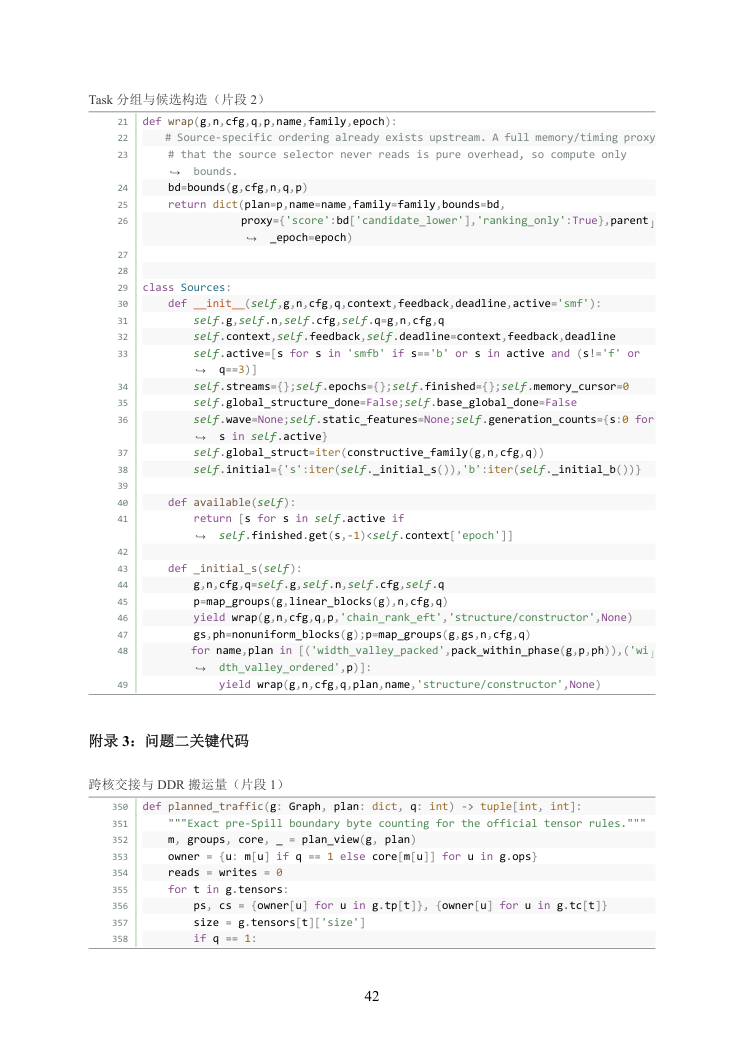 Task 分组与候选构造（片段 2）
21 def wrap(g,n,cfg,q,p,name,family,epoch):
22 # Source-specific ordering already exists upstream. A full memory/timing proxy
23 # that the source selector never reads is pure overhead, so compute only
↪ bounds.
24 bd=bounds(g,cfg,n,q,p)
25 return dict(plan=p,name=name,family=family,bounds=bd,
26 proxy={'score':bd['candidate_lower'],'ranking_only':True},parent⌋
↪ _epoch=epoch)
27
28
29 class Sources:
30 def __init__(self,g,n,cfg,q,context,feedback,deadline,active='smf'):
31 self.g,self.n,self.cfg,self.q=g,n,cfg,q
32 self.context,self.feedback,self.deadline=context,feedback,deadline
33 self.active=[s for s in 'smfb' if s=='b' or s in active and (s!='f' or
↪ q==3)]
34 self.streams={};self.epochs={};self.finished={};self.memory_cursor=0
35 self.global_structure_done=False;self.base_global_done=False
36 self.wave=None;self.static_features=None;self.generation_counts={s:0 for
↪ s in self.active}
37 self.global_struct=iter(constructive_family(g,n,cfg,q))
38 self.initial={'s':iter(self._initial_s()),'b':iter(self._initial_b())}
39
40 def available(self):
41 return [s for s in self.active if
↪ self.finished.get(s,-1)<self.context['epoch']]
42
43 def _initial_s(self):
44 g,n,cfg,q=self.g,self.n,self.cfg,self.q
45 p=map_groups(g,linear_blocks(g),n,cfg,q)
46 yield wrap(g,n,cfg,q,p,'chain_rank_eft','structure/constructor',None)
47 gs,ph=nonuniform_blocks(g);p=map_groups(g,gs,n,cfg,q)
48 for name,plan in [('width_valley_packed',pack_within_phase(g,p,ph)),('wi⌋
↪ dth_valley_ordered',p)]:
49 yield wrap(g,n,cfg,q,plan,name,'structure/constructor',None)
附录 3：问题二关键代码
跨核交接与 DDR 搬运量（片段 1）
350 def planned_traffic(g: Graph, plan: dict, q: int) -> tuple[int, int]:
351 """Exact pre-Spill boundary byte counting for the official tensor rules."""
352 m, groups, core, _ = plan_view(g, plan)
353 owner = {u: m[u] if q == 1 else core[m[u]] for u in g.ops}
354 reads = writes = 0
355 for t in g.tensors:
356 ps, cs = {owner[u] for u in g.tp[t]}, {owner[u] for u in g.tc[t]}
357 size = g.tensors[t]['size']
358 if q == 1:
42